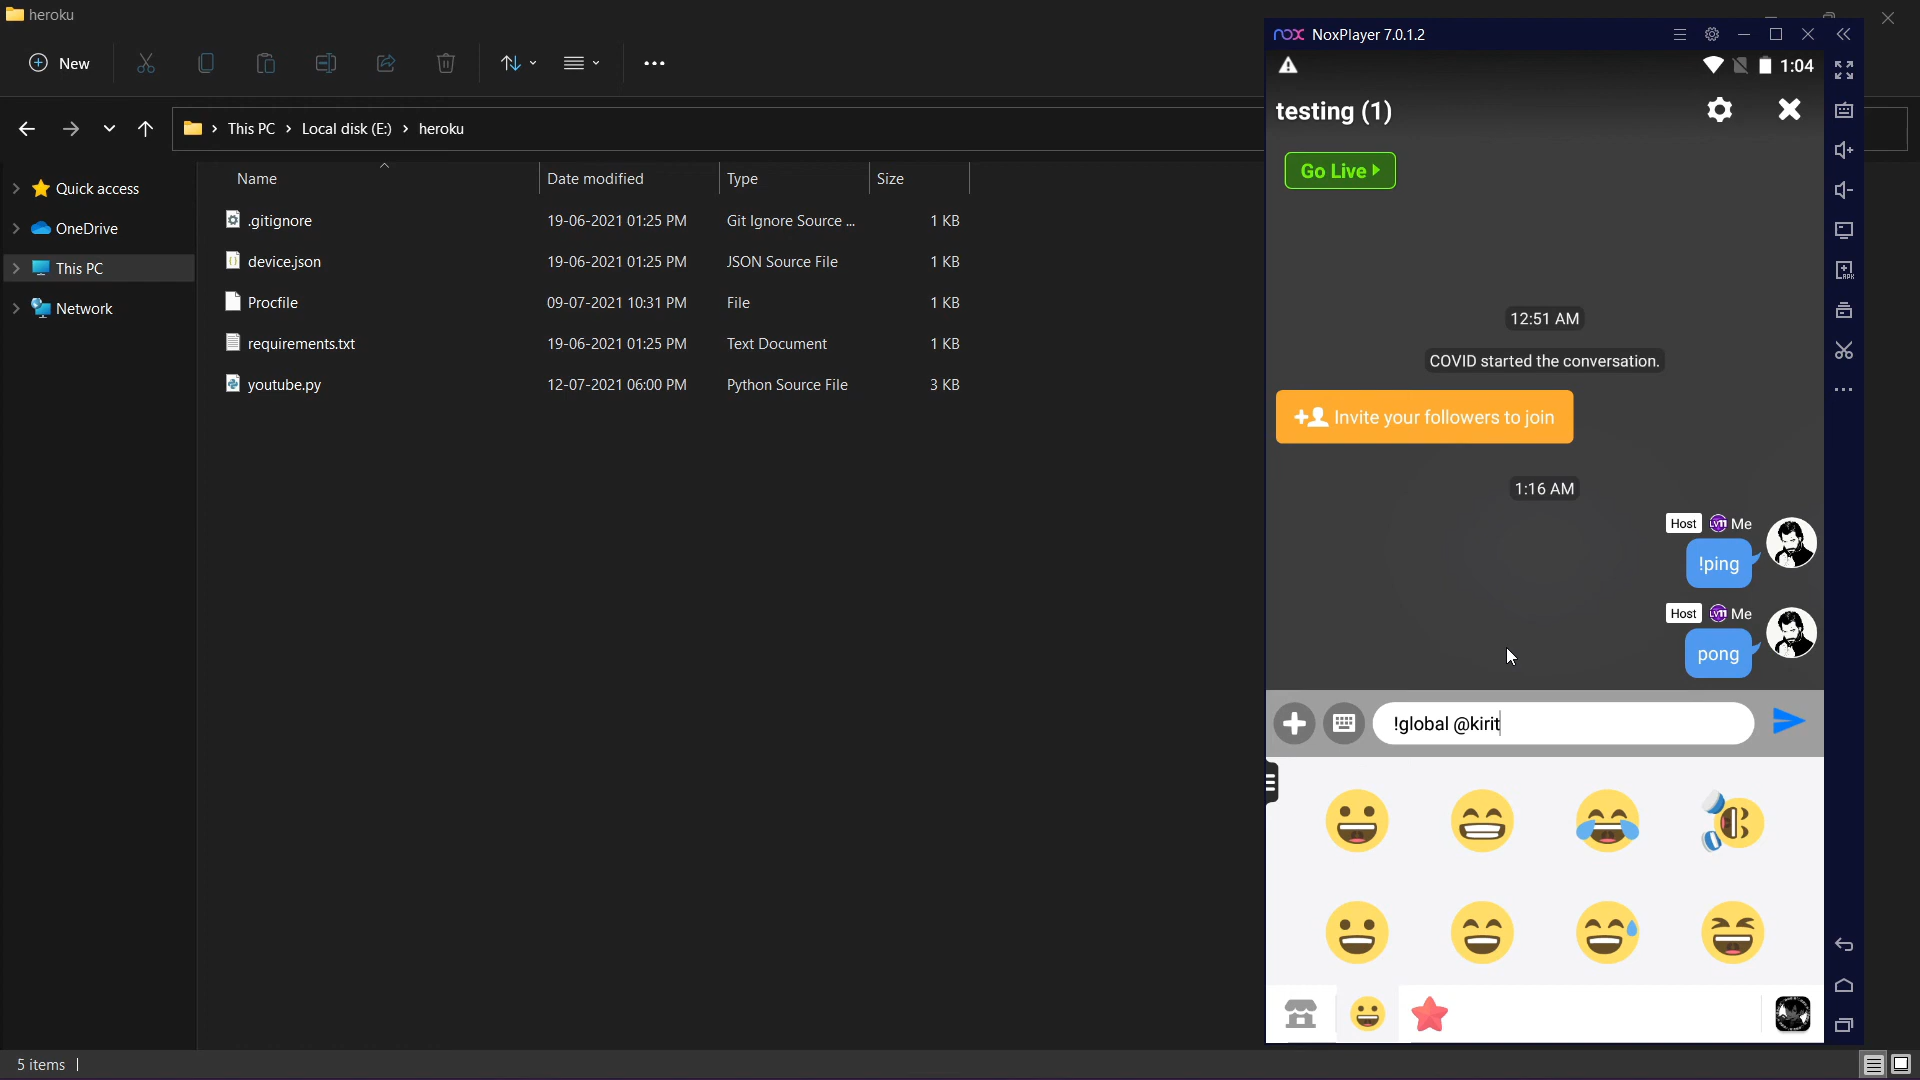 heroku
New
This PC
Local disk (E:)
heroku
Quick access
OneDrive
This PC
Network
Name
Date modified
Type
Size
.gitignore
19-06-2021 01:25 PM
Git Ignore Source ...
1 KB
device.json
19-06-2021 01:25 PM
JSON Source File
1 KB
Procfile
09-07-2021 10:31 PM
File
1 KB
requirements.txt
19-06-2021 01:25 PM
Text Document
1 KB
youtube.py
12-07-2021 06:00 PM
Python Source File
3 KB
5 items
nox NoxPlayer 7.0.1.2
1:04
testing (1)
Go Live
12:51 AM
COVID started the conversation.
Invite your followers to join
1:16 AM
Host LV11 Me
!ping
Host LV11 Me
pong
!global @kirit